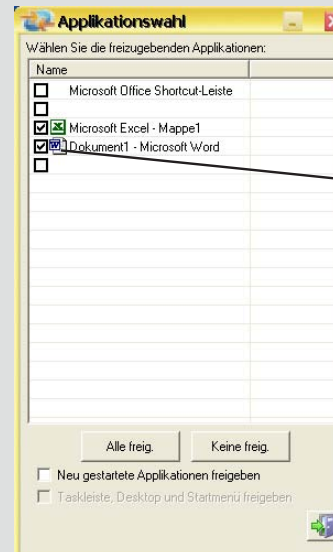 Applikationswahl
Wählen Sie die freizugebenden Applikationen:
Name
Microsoft Office Shortcut-Leiste
Microsoft Excel - Mappe1
Dokument1 - Microsoft Word
Alle freig. Keine freig.
Neu gestartete Applikationen freigeben
Taskleiste, Desktop und Startmenü freigeben